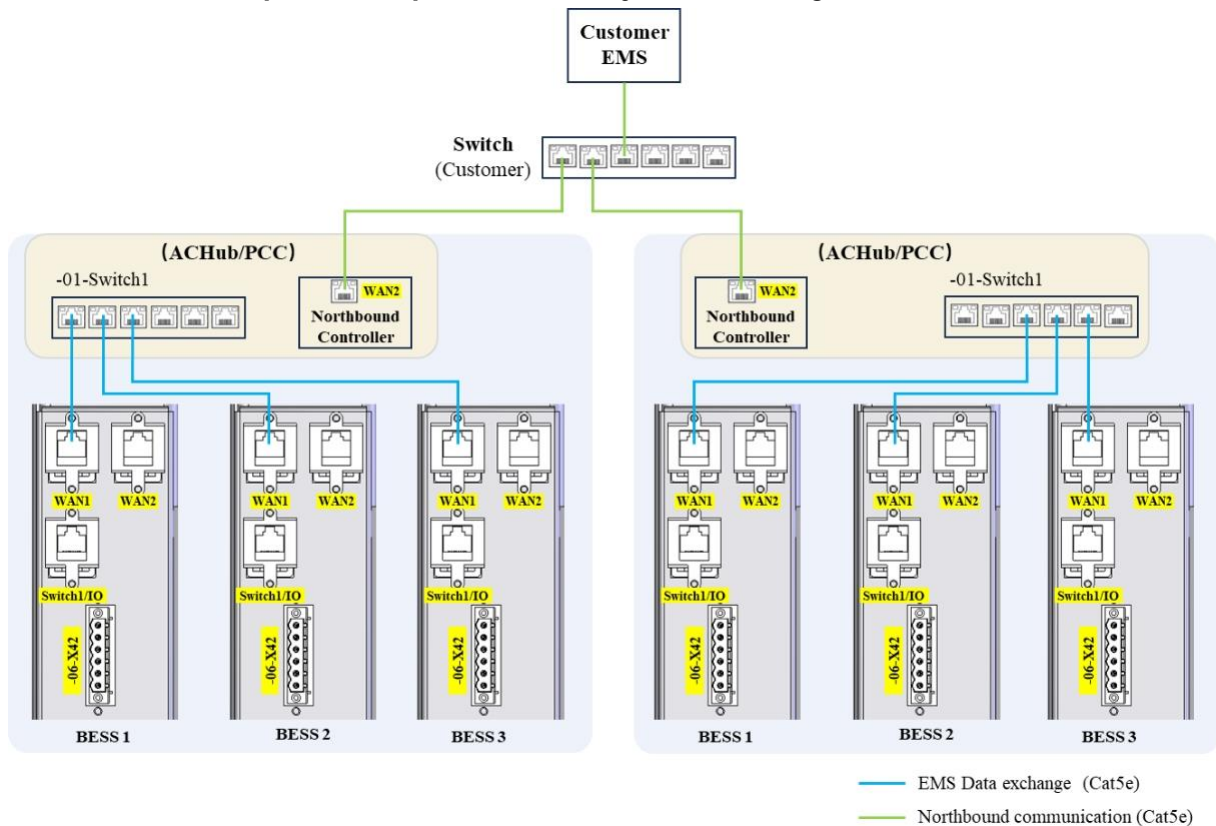 Customer
EMS
Switch
(Customer)
(ACHub/PCC)
-01-Switch1
WAN2
Northbound
Controller
(ACHub/PCC)
WAN2
Northbound
Controller
-01-Switch1
WAN1 WAN2
Switch1/IO
-06-X42
BESS 1
WAN1 WAN2
Switch1/IO
-06-X42
BESS 2
WAN1 WAN2
Switch1/IO
-06-X42
BESS 3
WAN1 WAN2
Switch1/IO
-06-X42
BESS 1
WAN1 WAN2
Switch1/IO
-06-X42
BESS 2
WAN1 WAN2
Switch1/IO
-06-X42
BESS 3
EMS Data exchange (Cat5e)
Northbound communication (Cat5e)